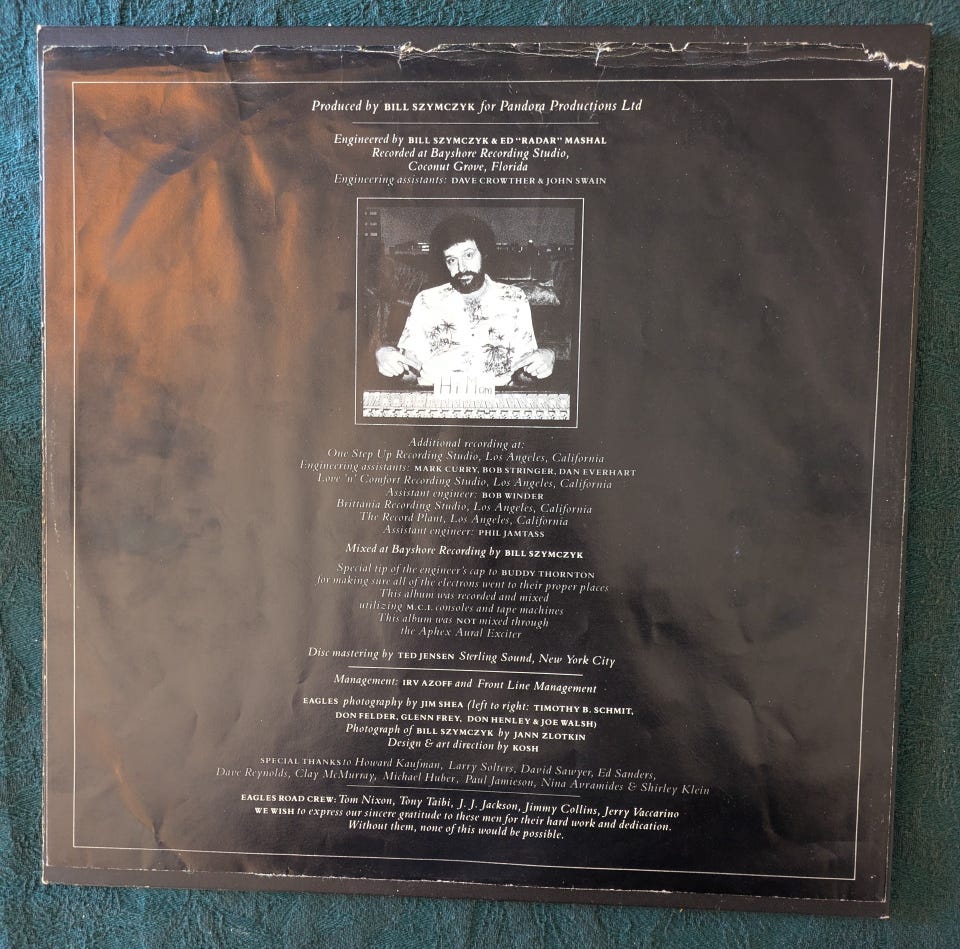 Produced by BILL SZYMCZYK for Pandora Productions Ltd
Engineered by BILL SZYMCZYK & ED "RADAR" MASHAL
Recorded at Bayshore Recording Studio,
Coconut Grove, Florida
Engineering assistants: DAVE CROWTHER & JOHN SWAIN
Hi Mom
Additional recording at:
One Step Up Recording Studio, Los Angeles, California
Engineering assistants: MARK CURRY, BOB STRINGER, DAN EVERHART
Love 'n' Comfort Recording Studio, Los Angeles, California
Assistant engineer: BOB WINDER
Brittania Recording Studio, Los Angeles, California
The Record Plant, Los Angeles, California
Assistant engineer: PHIL JAMTASS
Mixed at Bayshore Recording by BILL SZYMCZYK
Special tip of the engineer's cap to BUDDY THORNTON
for making sure all of the electrons went to their proper places
This album was recorded and mixed
utilizing M.C.I. consoles and tape machines
This album was NOT mixed through
the Aphex Aural Exciter
Disc mastering by TED JENSEN Sterling Sound, New York City
Management: IRV AZOFF and Front Line Management
EAGLES photography by JIM SHEA (left to right: TIMOTHY B. SCHMIT,
DON FELDER, GLENN FREY, DON HENLEY & JOE WALSH)
Photograph of BILL SZYMCZYK by JANN ZLOTKIN
Design & art direction by KOSH
SPECIAL THANKS to Howard Kaufman, Larry Solters, David Sawyer, Ed Sanders,
Dave Reynolds, Clay McMurray, Michael Huber, Paul Jamieson, Nina Avramides & Shirley Klein
EAGLES ROAD CREW: Tom Nixon, Tony Taibi, J. J. Jackson, Jimmy Collins, Jerry Vaccarino
WE WISH to express our sincere gratitude to these men for their hard work and dedication.
Without them, none of this would be possible.